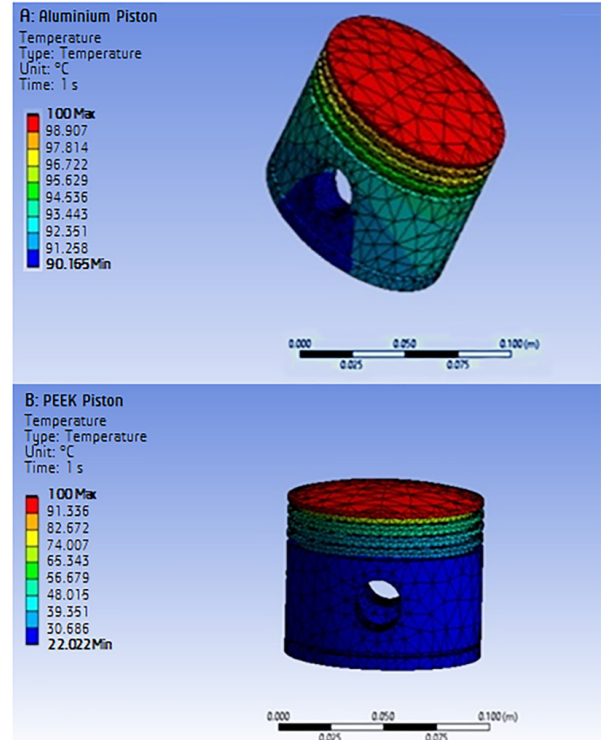 A: Aluminium Piston
Temperature
Type: Temperature
Unit: °C
Time: 1 s
100 Max
98.907
97.814
96.722
95.629
94.536
93.443
92.351
91.258
90.165 Min
0.000 0.050 0.100 (m)
0.025 0.075
B: PEEK Piston
Temperature
Type: Temperature
Unit: °C
Time: 1 s
100 Max
91.336
82.672
74.007
65.343
56.679
48.015
39.351
30.686
22.022 Min
0.000 0.050 0.100 (m)
0.025 0.075